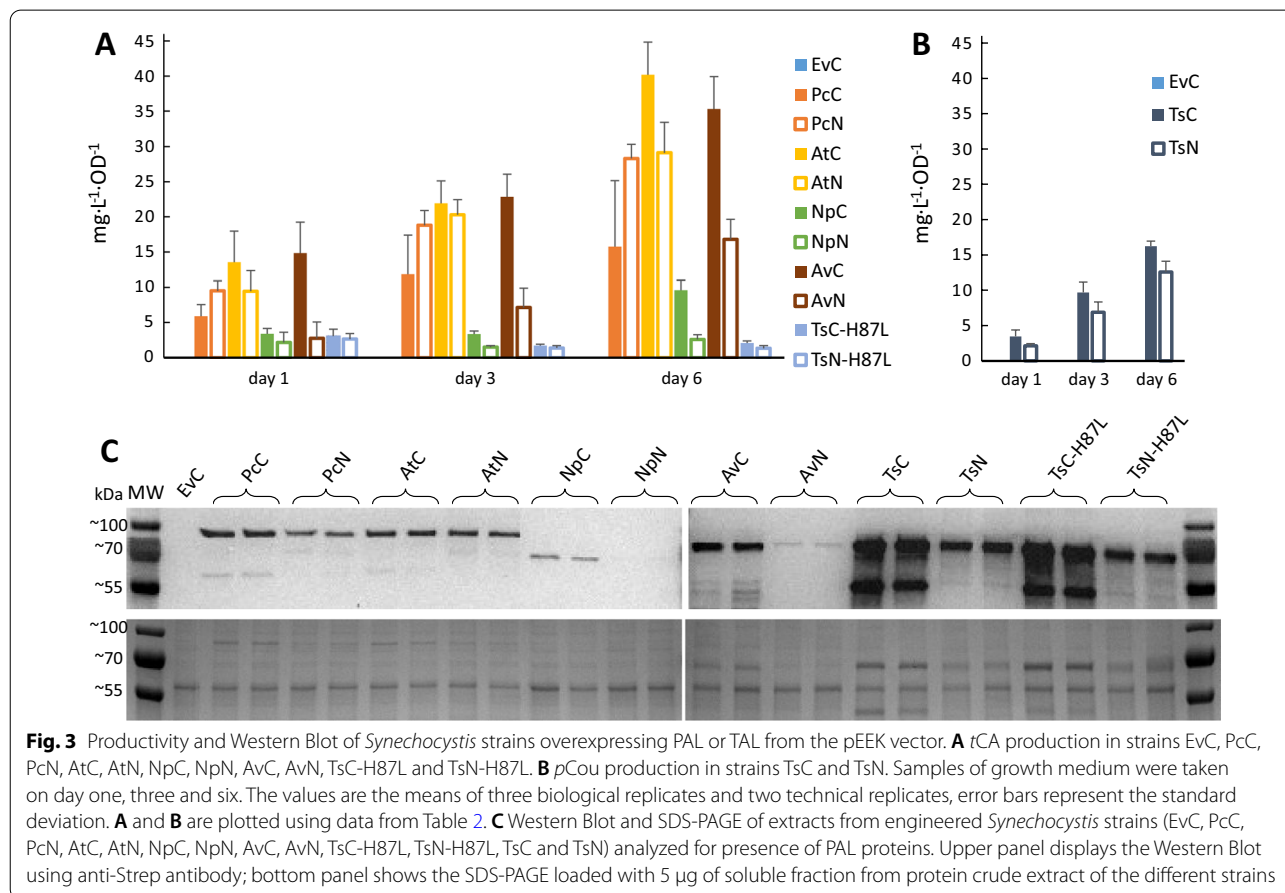 A
45
40
35
30
25
20
15
10
5
0
mg·L⁻¹·OD⁻¹
day 1 day 3 day 6
EvC
PcC
PcN
AtC
AtN
NpC
NpN
AvC
AvN
TsC-H87L
TsN-H87L
B
45
40
35
30
25
20
15
10
5
0
mg·L⁻¹·OD⁻¹
day 1 day 3 day 6
EvC
TsC
TsN
C
kDa MW EvC PcC PcN AtC AtN NpC NpN AvC AvN TsC TsN TsC-H87L TsN-H87L
~100
~70
~55
~100
~70
~55
Fig. 3 Productivity and Western Blot of Synechocystis strains overexpressing PAL or TAL from the pEEK vector. A tCA production in strains EvC, PcC,
PcN, AtC, AtN, NpC, NpN, AvC, AvN, TsC-H87L and TsN-H87L. B pCou production in strains TsC and TsN. Samples of growth medium were taken
on day one, three and six. The values are the means of three biological replicates and two technical replicates, error bars represent the standard
deviation. A and B are plotted using data from Table 2. C Western Blot and SDS-PAGE of extracts from engineered Synechocystis strains (EvC, PcC,
PcN, AtC, AtN, NpC, NpN, AvC, AvN, TsC-H87L, TsN-H87L, TsC and TsN) analyzed for presence of PAL proteins. Upper panel displays the Western Blot
using anti-Strep antibody; bottom panel shows the SDS-PAGE loaded with 5 μg of soluble fraction from protein crude extract of the different strains